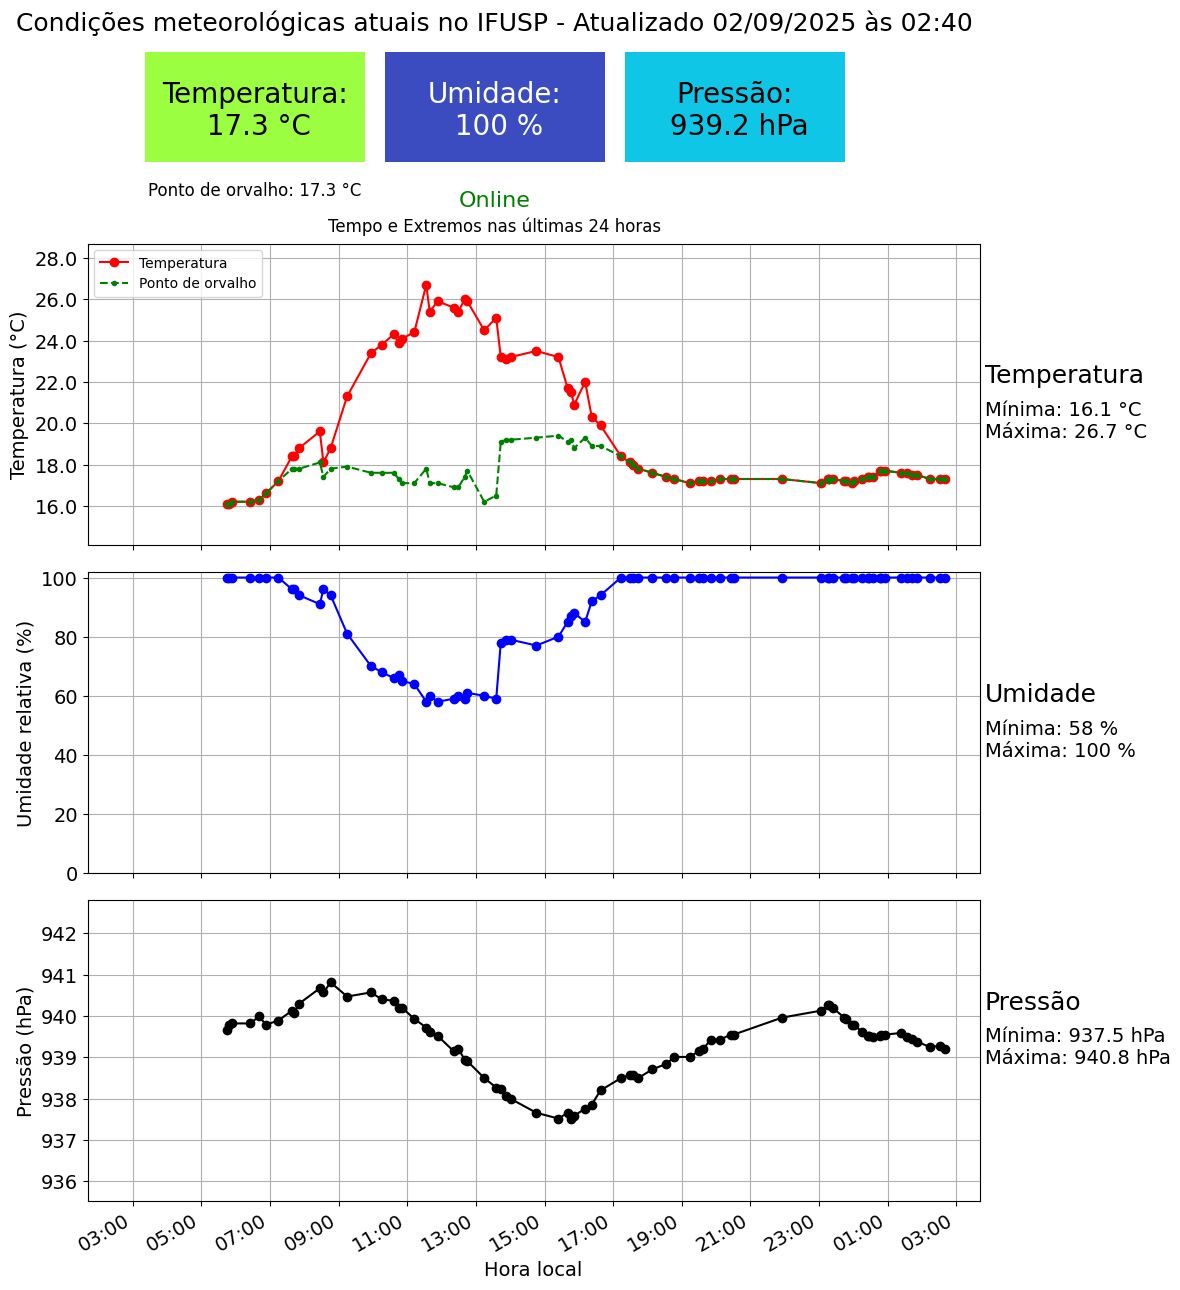 Condições meteorológicas atuais no IFUSP - Atualizado 02/09/2025 às 02:40
Temperatura:
17.3 °C
Umidade:
100 %
Pressão:
939.2 hPa
Ponto de orvalho: 17.3 °C
Online
Tempo e Extremos nas últimas 24 horas
Temperatura
Ponto de orvalho
Temperatura (°C)
28.0
26.0
24.0
22.0
20.0
18.0
16.0
Temperatura
Mínima: 16.1 °C
Máxima: 26.7 °C
Umidade relativa (%)
100
80
60
40
20
0
Umidade
Mínima: 58 %
Máxima: 100 %
Pressão (hPa)
942
941
940
939
938
937
936
Pressão
Mínima: 937.5 hPa
Máxima: 940.8 hPa
03:00
05:00
07:00
09:00
11:00
13:00
15:00
17:00
19:00
21:00
23:00
01:00
03:00
Hora local